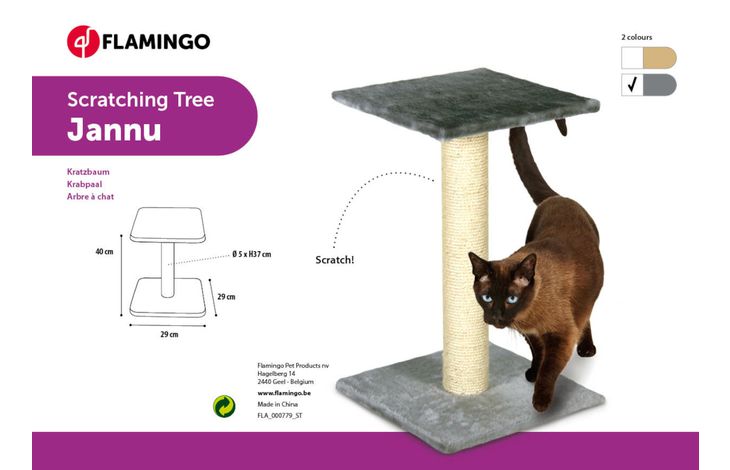 FLAMINGO
2 colours
Scratching Tree
Jannu
Kratzbaum
Krabpaal
Arbre à chat
40 cm
Ø 5 x H37 cm
29 cm
29 cm
Scratch!
Flamingo Pet Products nv
Hagelberg 14
2440 Geel - Belgium
www.flamingo.be
Made in China
FLA_000779_ST